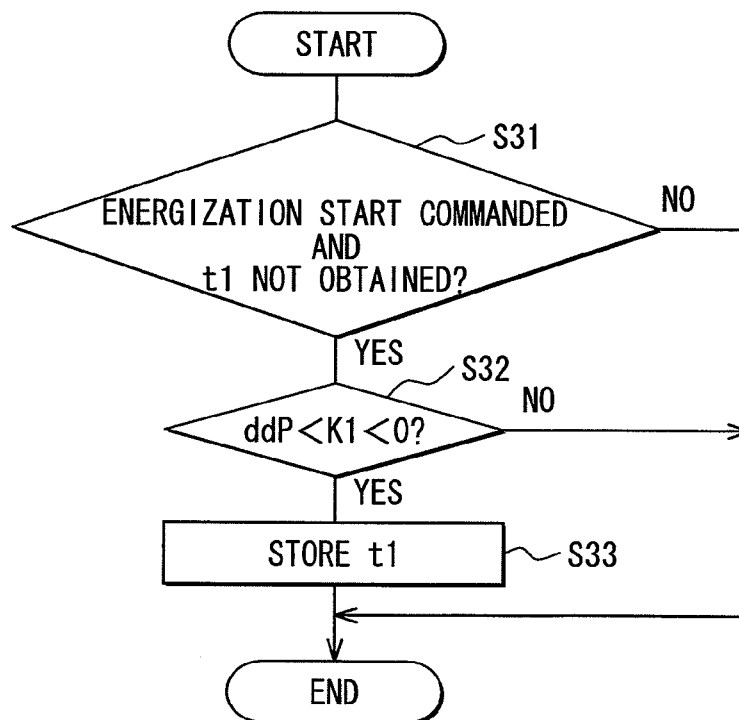 START
S31
ENERGIZATION START COMMANDED
AND
t1 NOT OBTAINED?
NO
YES
S32
ddP<K1<0?
NO
YES
STORE t1
S33
END